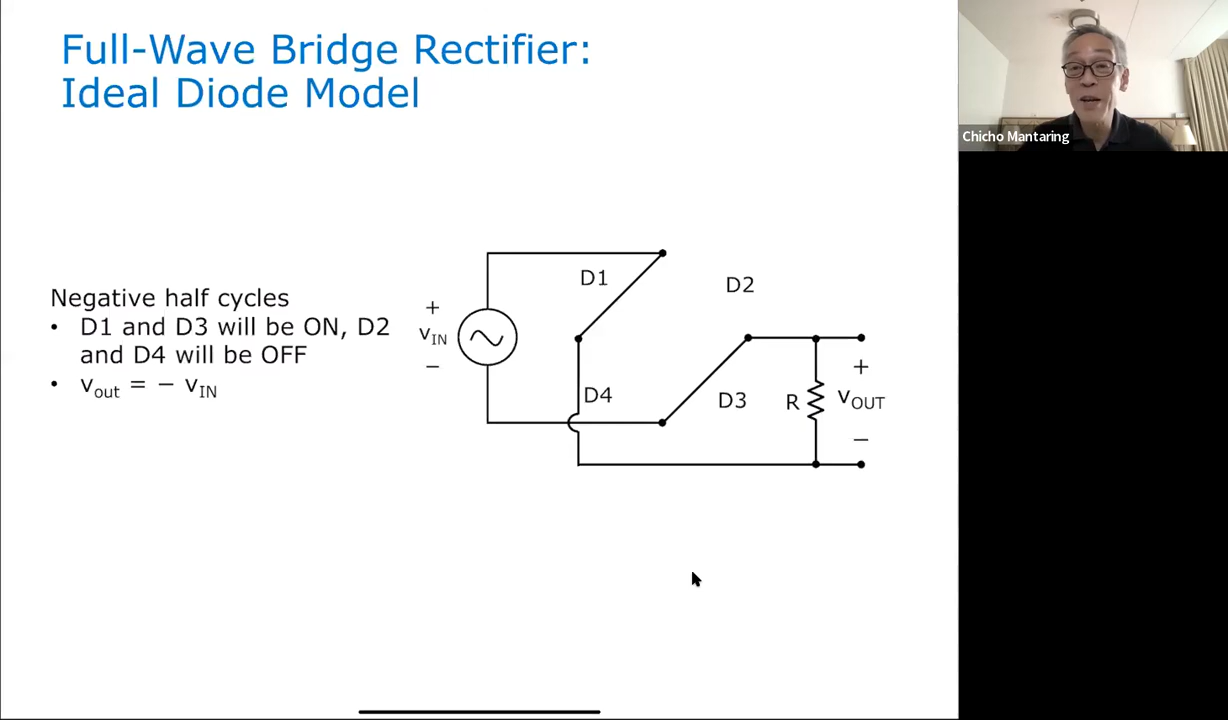 Full-Wave Bridge Rectifier:
Ideal Diode Model
Chicho Mantaring
Negative half cycles
• D1 and D3 will be ON, D2
and D4 will be OFF
• vout = − vIN
+
vIN
−
D1
D2
D4
D3
R
+
vOUT
−